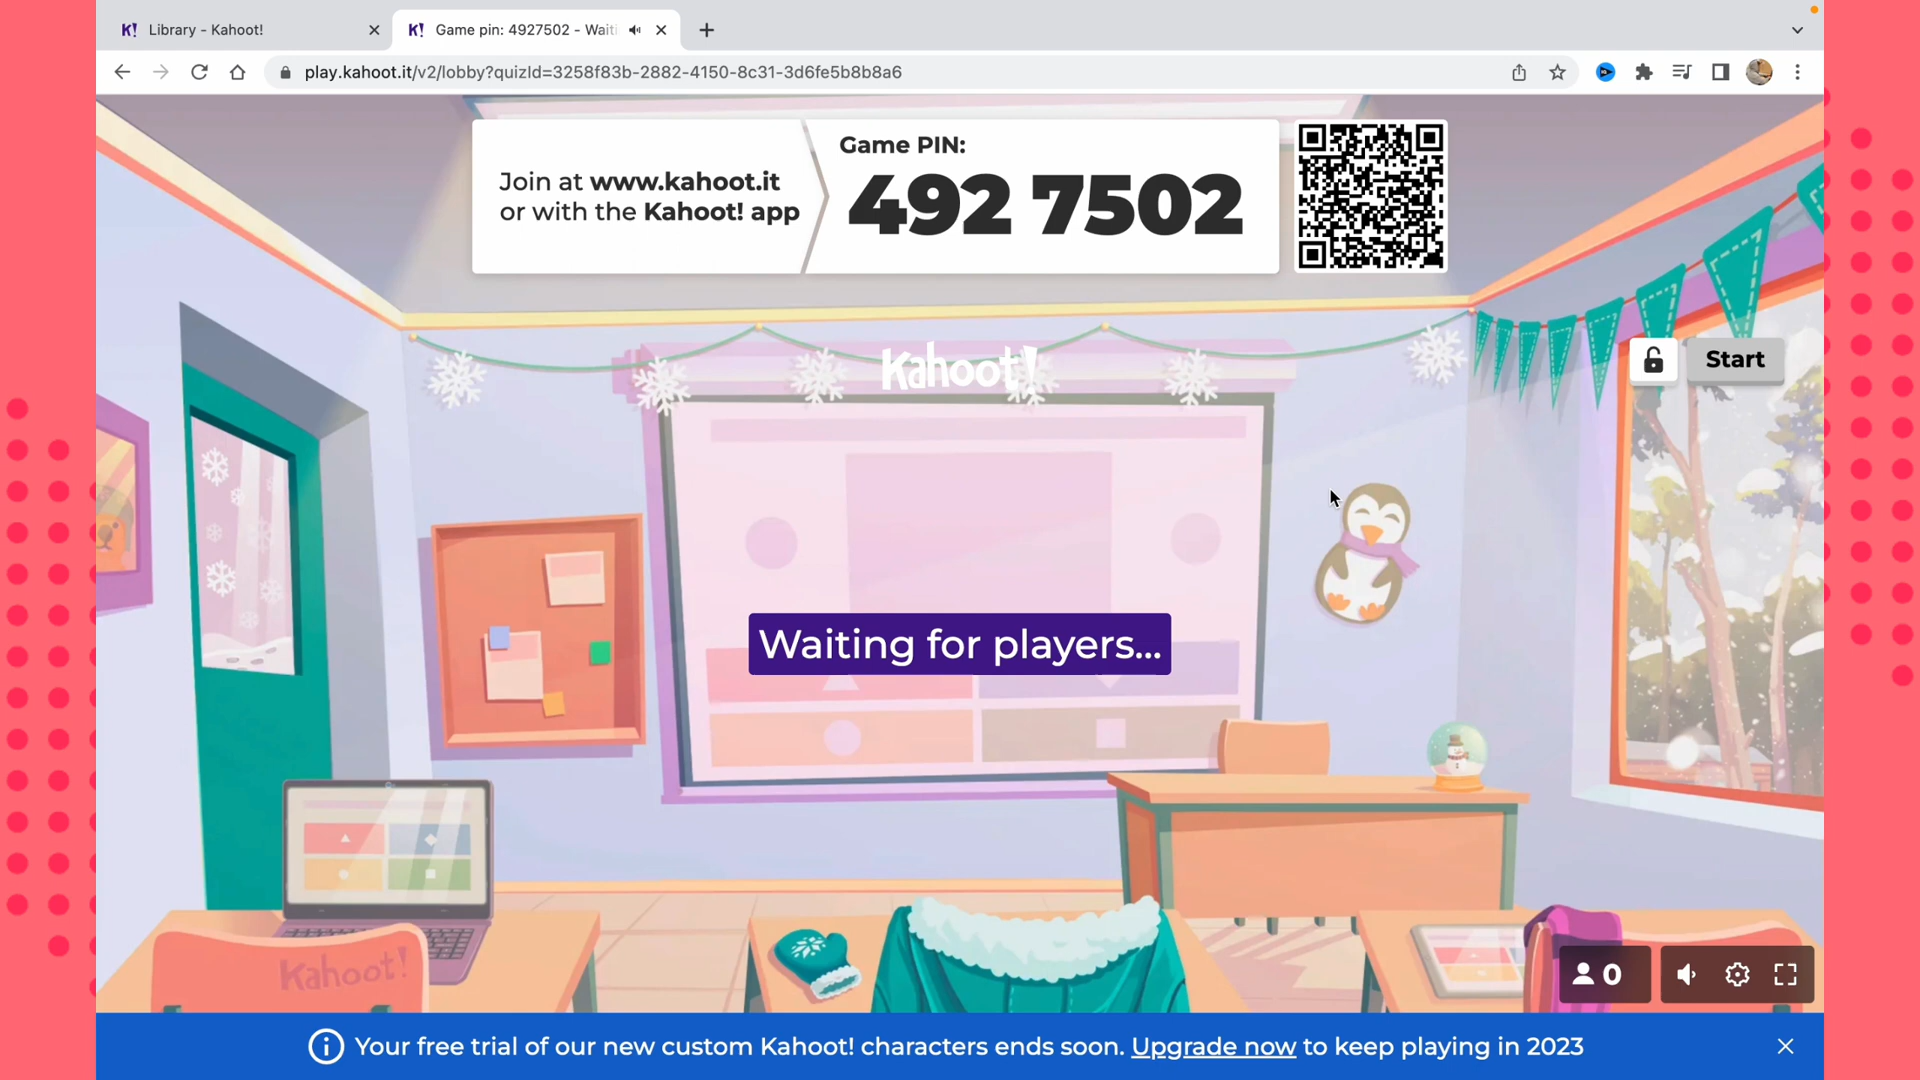 Library - Kahoot!
Game pin: 4927502 - Waiti
play.kahoot.it/v2/lobby?quizId=3258f83b-2882-4150-8c31-3d6fe5b8b8a6
Join at www.kahoot.it
or with the Kahoot! app
Game PIN:
492 7502
Kahoot!
Start
Waiting for players...
Kahoot!
0
Your free trial of our new custom Kahoot! characters ends soon. Upgrade now to keep playing in 2023